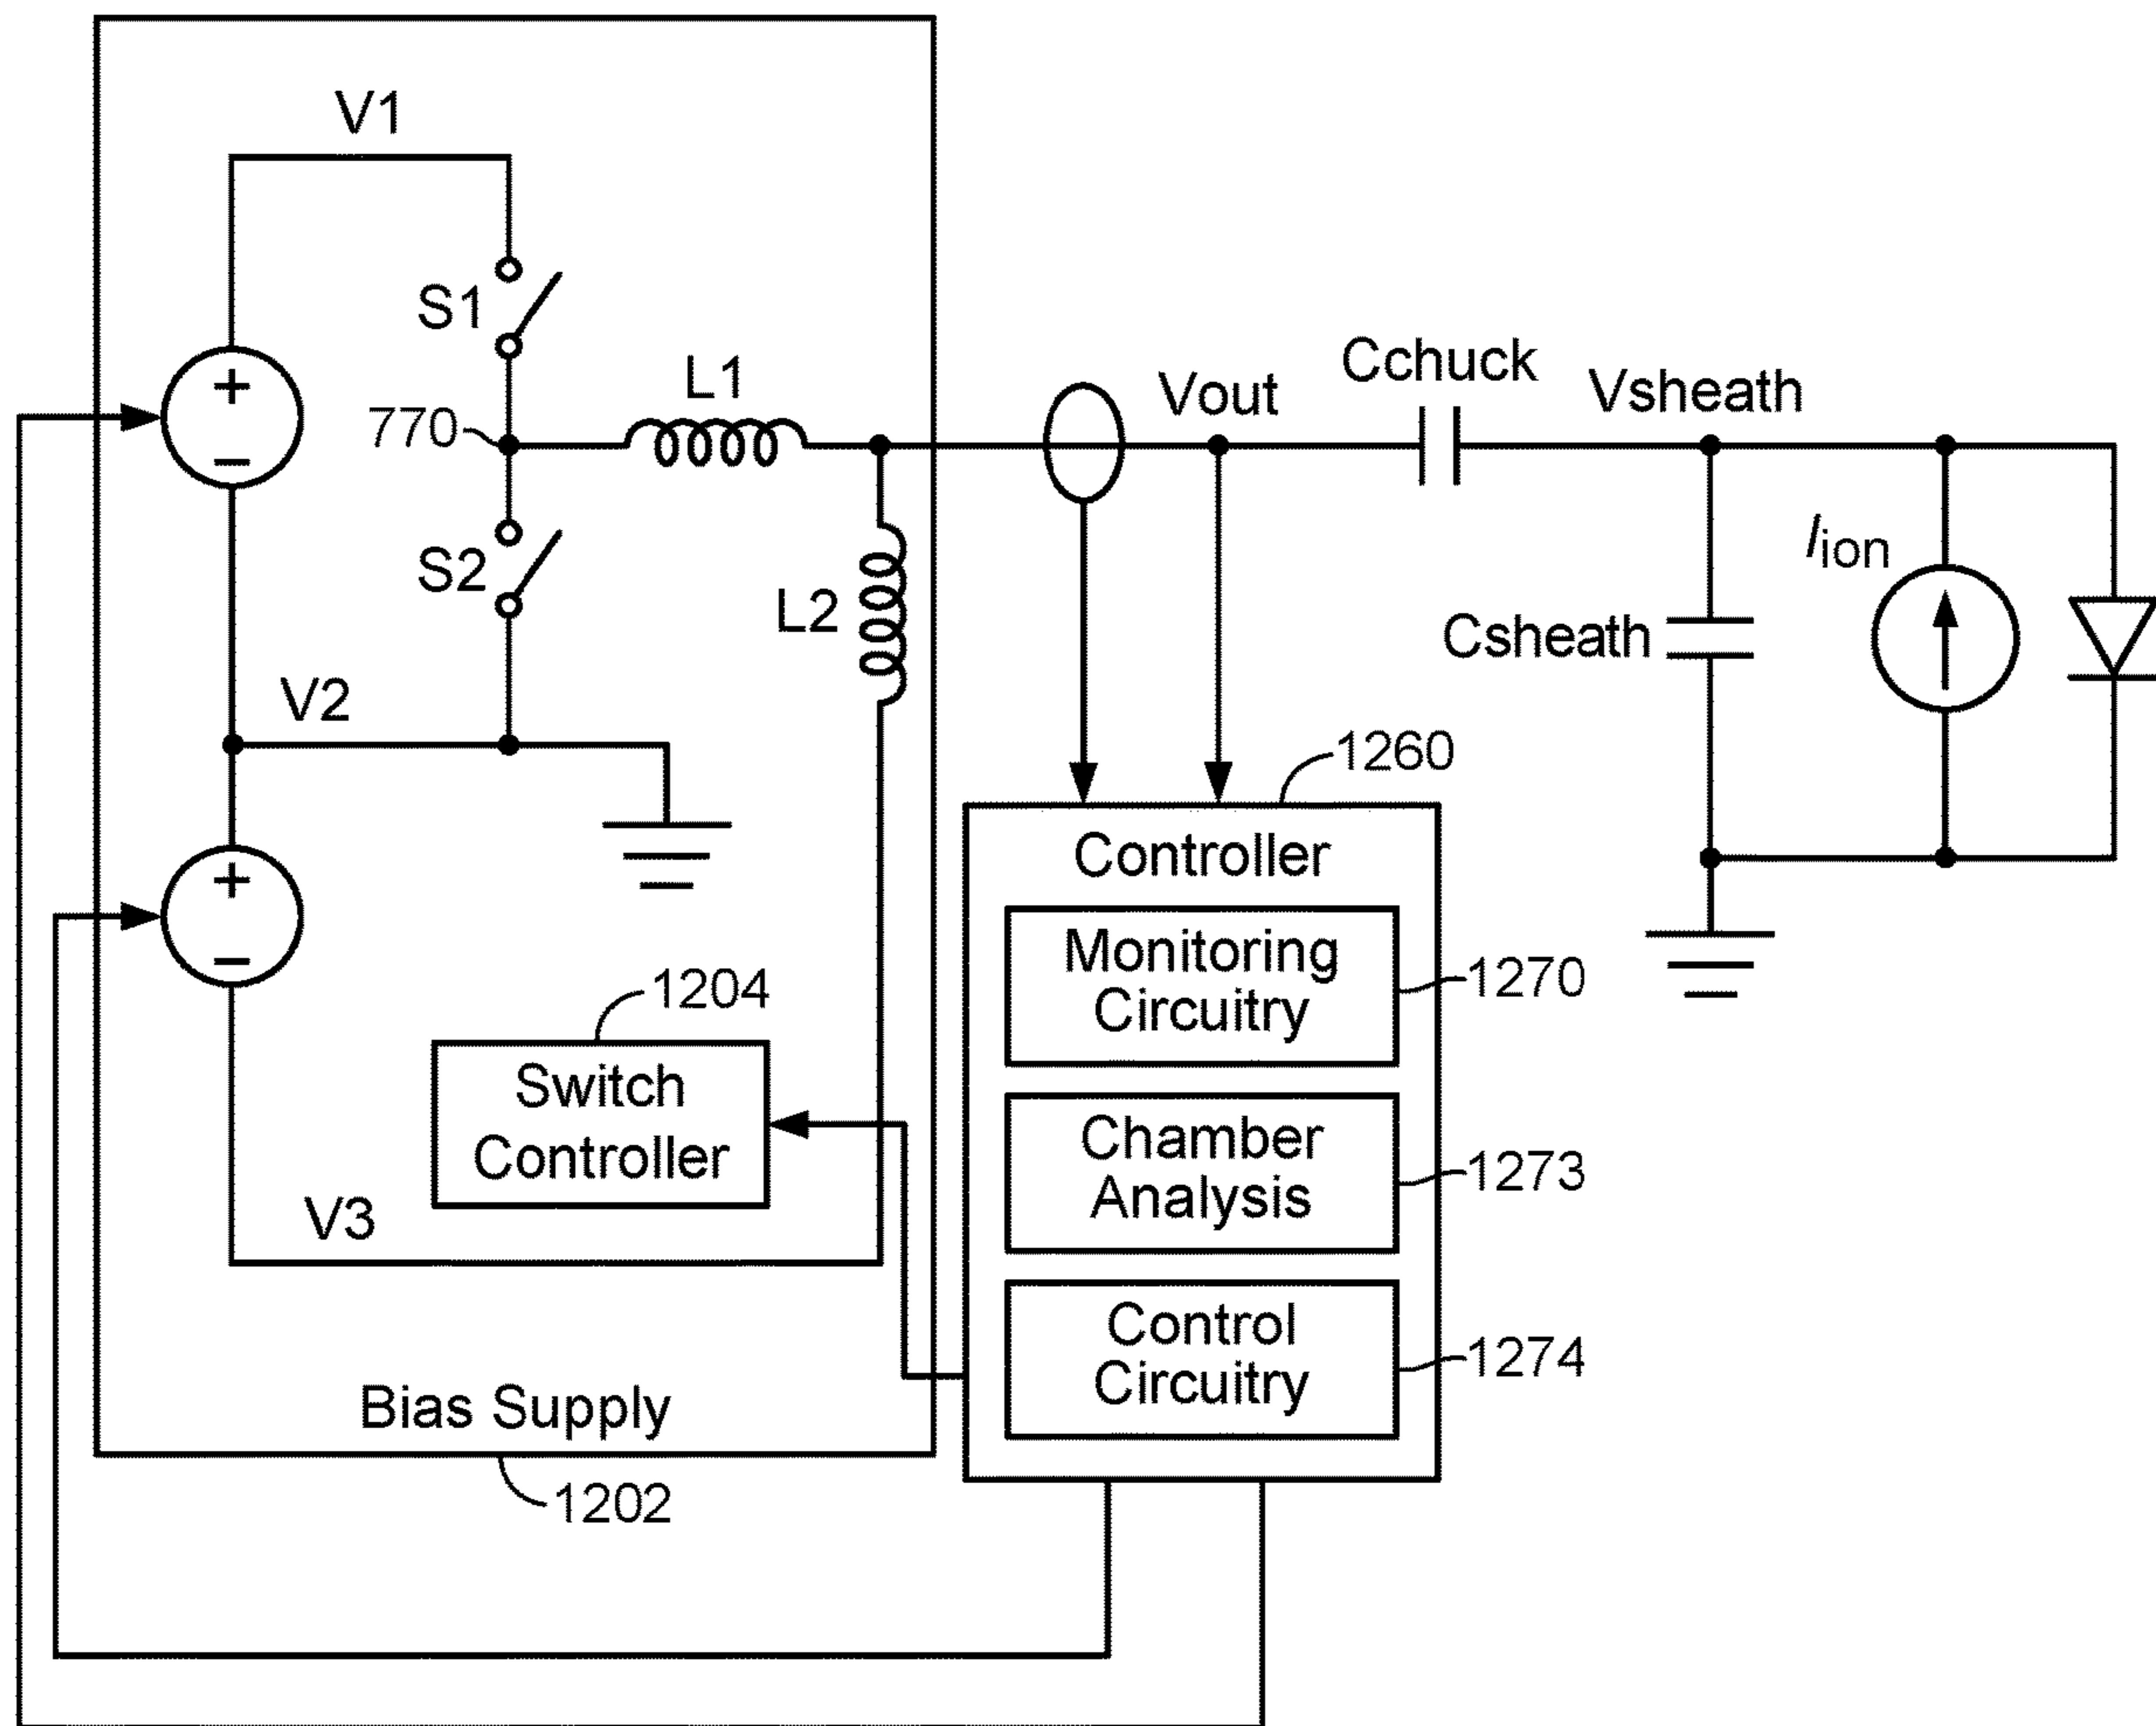 V1
+
−
S1
770
L1
S2
L2
V2
+
−
V3
1204
Switch
Controller
Bias Supply
1202
Vout
Cchuck
Vsheath
Csheath
Iion
1260
Controller
Monitoring
Circuitry
1270
Chamber
Analysis
1273
Control
Circuitry
1274